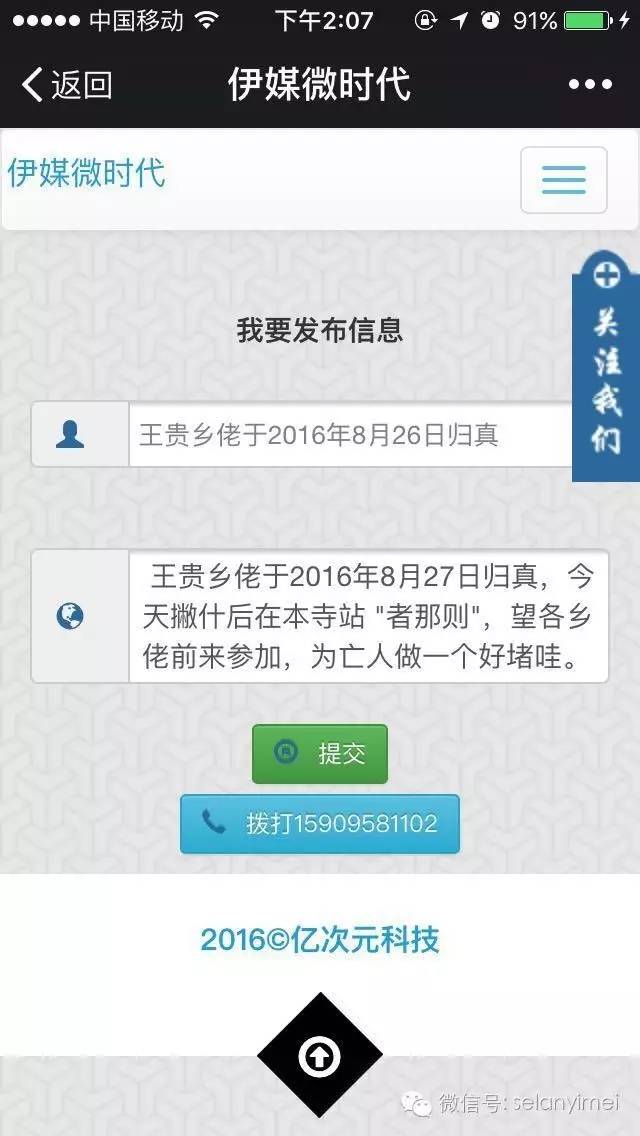 中国移动 下午2:07 91%
返回 伊媒微时代
伊媒微时代
关注我们
我要发布信息
王贵乡佬于2016年8月26日归真
王贵乡佬于2016年8月27日归真，今
天撇什后在本寺站 "者那则"，望各乡
佬前来参加，为亡人做一个好堵哇。
提交
拨打15909581102
2016©亿次元科技
微信号: selanyimei